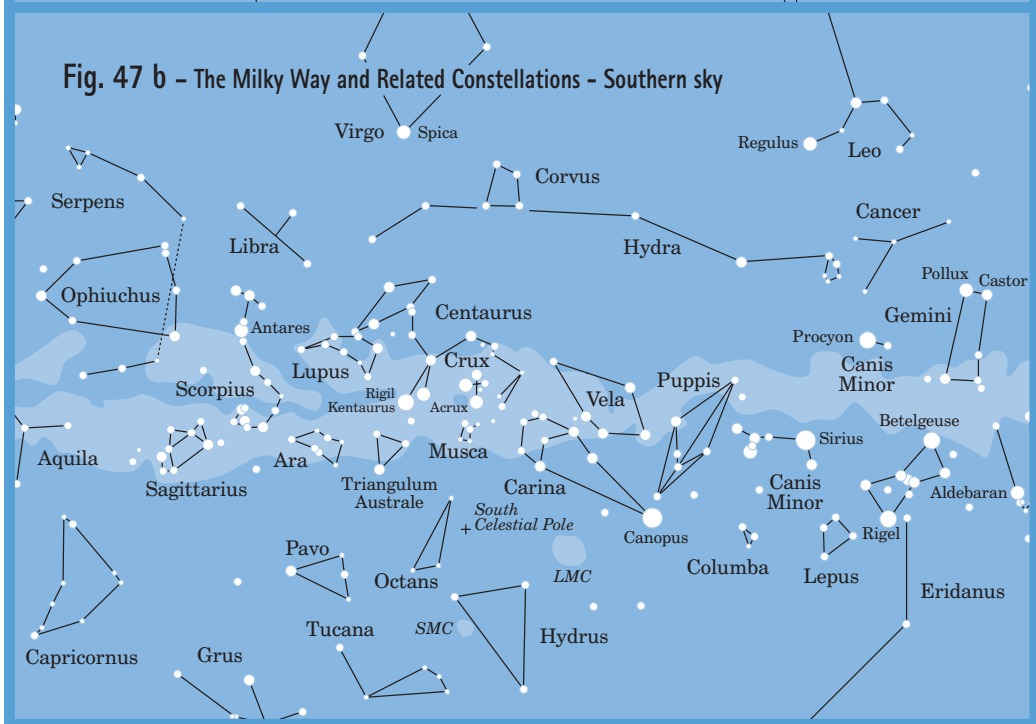 Fig. 47 b – The Milky Way and Related Constellations - Southern sky
Virgo
Spica
Regulus
Leo
Corvus
Serpens
Cancer
Libra
Hydra
Pollux
Castor
Ophiuchus
Gemini
Antares
Centaurus
Procyon
Canis
Minor
Lupus
Crux
Scorpius
Puppis
Rigil
Kentaurus
Acrux
Vela
Betelgeuse
Sirius
Aquila
Ara
Musca
Sagittarius
Triangulum
Australe
Carina
Canis
Minor
Aldebaran
South
Celestial Pole
Canopus
Rigel
Pavo
Octans
LMC
Columba
Lepus
Eridanus
Tucana
SMC
Hydrus
Capricornus
Grus